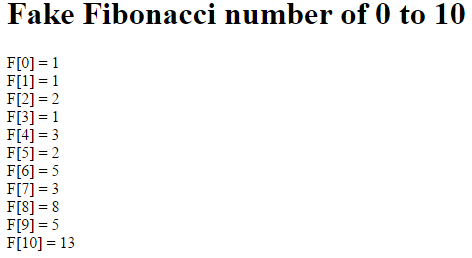 Fake Fibonacci number of 0 to 10
F[0] = 1
F[1] = 1
F[2] = 2
F[3] = 1
F[4] = 3
F[5] = 2
F[6] = 5
F[7] = 3
F[8] = 8
F[9] = 5
F[10] = 13